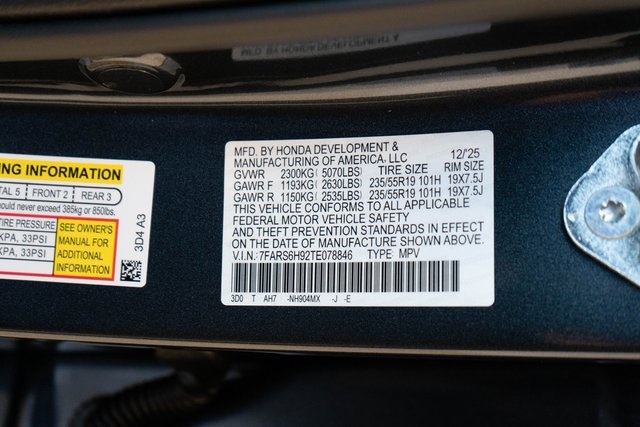 MFD. BY HONDA DEVELOPMENT &
MANUFACTURING OF AMERICA, LLC 12/'25
GVWR 2300KG (5070LBS) TIRE SIZE RIM SIZE
GAWR F 1193KG (2630LBS) 235/55R19 101H 19X7.5J
GAWR R 1150KG (2535LBS) 235/55R19 101H 19X7.5J
THIS VEHICLE CONFORMS TO ALL APPLICABLE
FEDERAL MOTOR VEHICLE SAFETY
AND THEFT PREVENTION STANDARDS IN EFFECT
ON THE DATE OF MANUFACTURE SHOWN ABOVE.
V.I.N: 7FARS6H92TE078846 TYPE: MPV
3D0 T AH7 -NH904MX -J -E
ING INFORMATION
TAL 5 FRONT 2 REAR 3
hould never exceed 385kg or 850lbs.
E PRESSURE
KPA, 33PSI
KPA, 33PSI
SEE OWNER'S
MANUAL FOR
ADDITIONAL
INFORMATION
3D4 A3